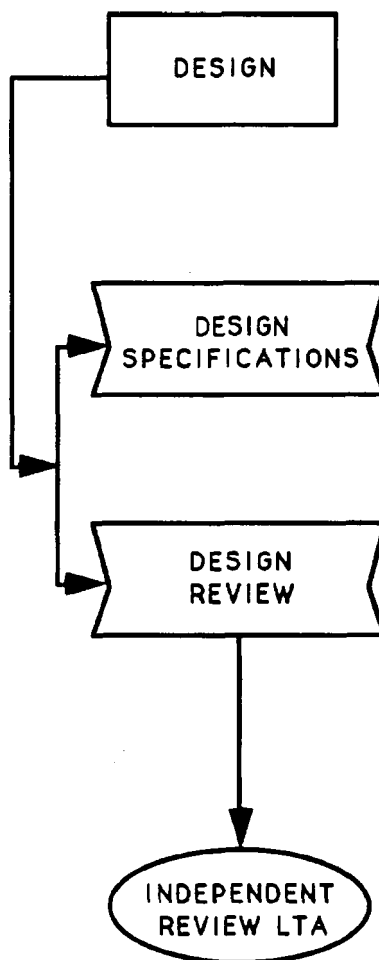 DESIGN
DESIGN
SPECIFICATIONS
DESIGN
REVIEW
INDEPENDENT
REVIEW LTA